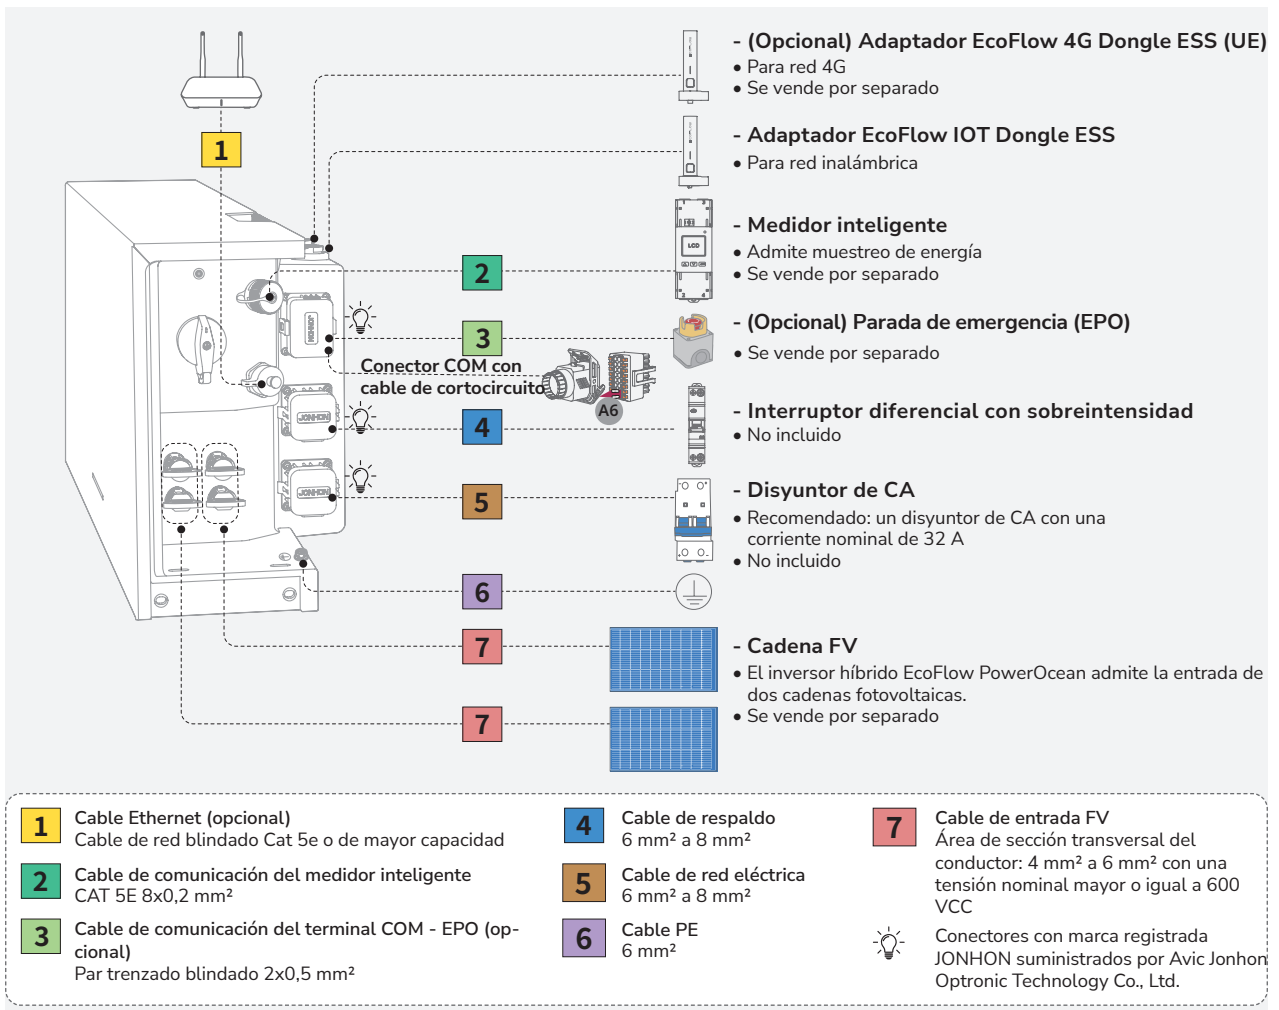 - (Opcional) Adaptador EcoFlow 4G Dongle ESS (UE)
• Para red 4G
• Se vende por separado
1
- Adaptador EcoFlow IOT Dongle ESS
• Para red inalámbrica
- Medidor inteligente
• Admite muestreo de energía
• Se vende por separado
LCD
2
- (Opcional) Parada de emergencia (EPO)
• Se vende por separado
3
JONHON
Conector COM con
cable de cortocircuito
A6
- Interruptor diferencial con sobreintensidad
• No incluido
4
JONHON
- Disyuntor de CA
• Recomendado: un disyuntor de CA con una
corriente nominal de 32 A
• No incluido
5
JONHON
6
7
- Cadena FV
• El inversor híbrido EcoFlow PowerOcean admite la entrada de
dos cadenas fotovoltaicas.
• Se vende por separado
7
1
Cable Ethernet (opcional)
Cable de red blindado Cat 5e o de mayor capacidad
2
Cable de comunicación del medidor inteligente
CAT 5E 8x0,2 mm²
3
Cable de comunicación del terminal COM - EPO (op-
cional)
Par trenzado blindado 2x0,5 mm²
4
Cable de respaldo
6 mm² a 8 mm²
5
Cable de red eléctrica
6 mm² a 8 mm²
6
Cable PE
6 mm²
7
Cable de entrada FV
Área de sección transversal del
conductor: 4 mm² a 6 mm² con una
tensión nominal mayor o igual a 600
VCC
Conectores con marca registrada
JONHON suministrados por Avic Jonhon
Optronic Technology Co., Ltd.